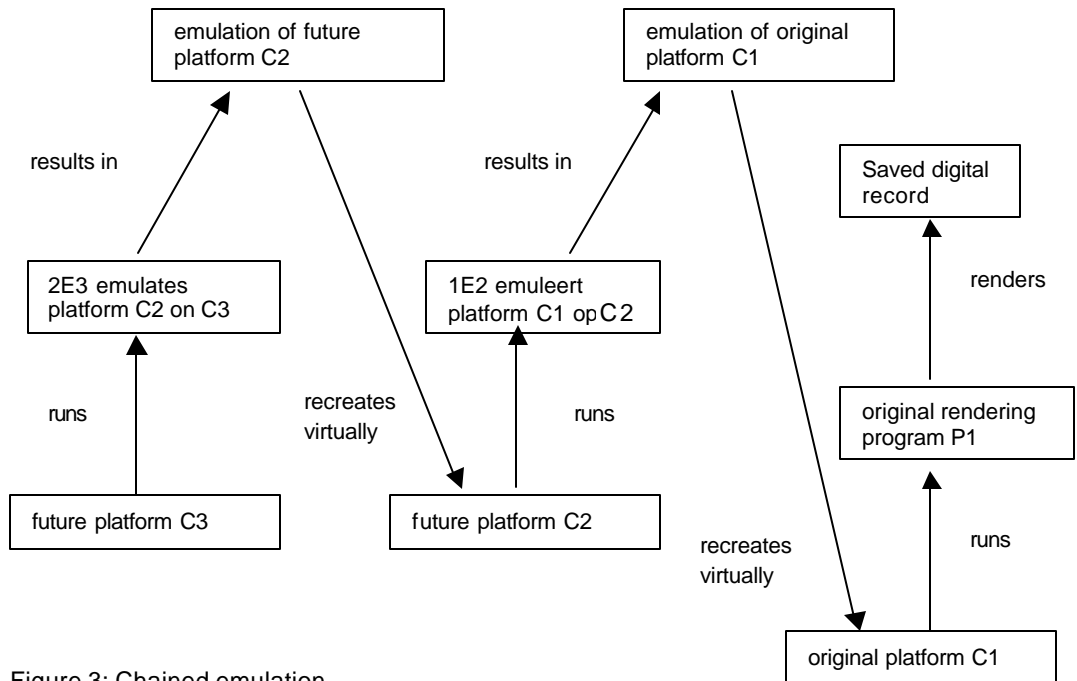 emulation of future
platform C2
emulation of original
platform C1
results in
results in
Saved digital
record
2E3 emulates
platform C2 on C3
1E2 emuleert
platform C1 op C2
renders
runs
recreates
virtually
runs
original rendering
program P1
future platform C3
future platform C2
recreates
virtually
runs
original platform C1
Figure 3: Chained emulation